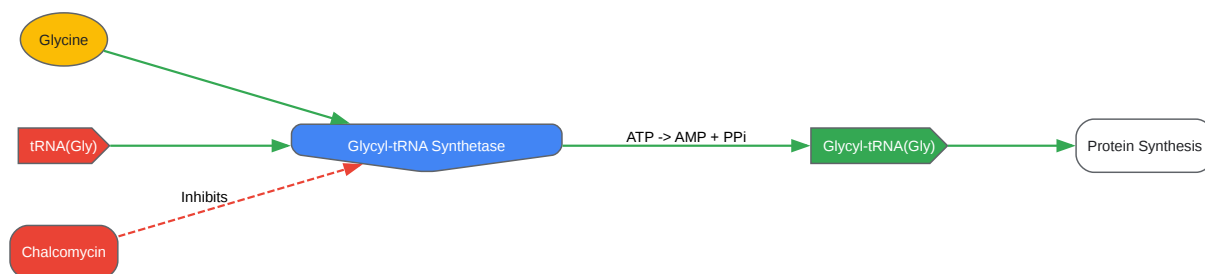 Glycine
tRNA(Gly)
Glycyl-tRNA Synthetase
ATP -> AMP + PPi
Glycyl-tRNA(Gly)
Protein Synthesis
Inhibits
Chalcomycin